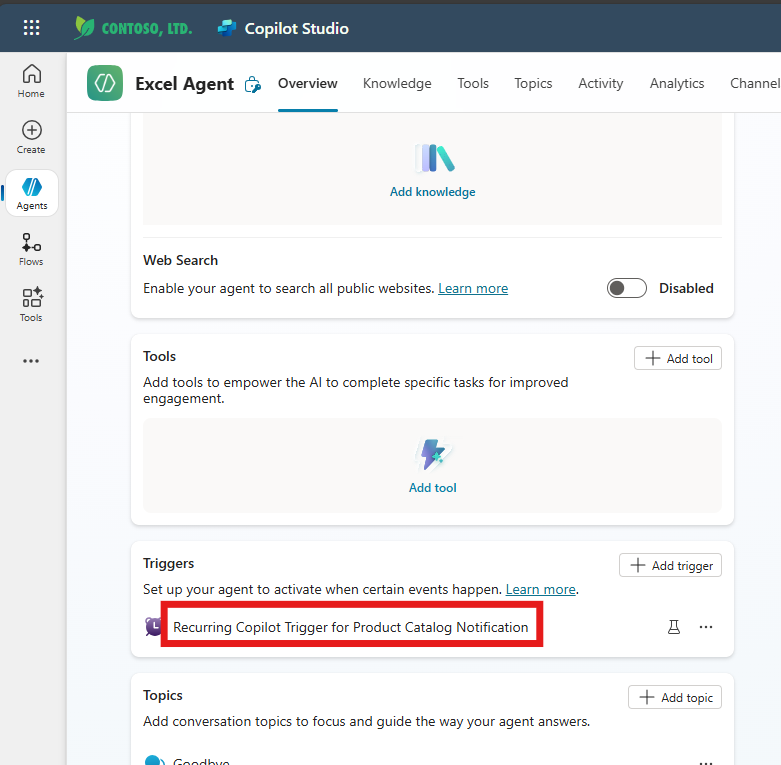 CONTOSO, LTD. Copilot Studio
Home
Create
Agents
Flows
Tools
Excel Agent Overview Knowledge Tools Topics Activity Analytics Channel
Add knowledge
Web Search
Enable your agent to search all public websites. Learn more Disabled
Tools
Add tool
Add tools to empower the AI to complete specific tasks for improved
engagement.
Add tool
Triggers
Add trigger
Set up your agent to activate when certain events happen. Learn more.
Recurring Copilot Trigger for Product Catalog Notification
Topics
Add topic
Add conversation topics to focus and guide the way your agent answers.
Goodbye